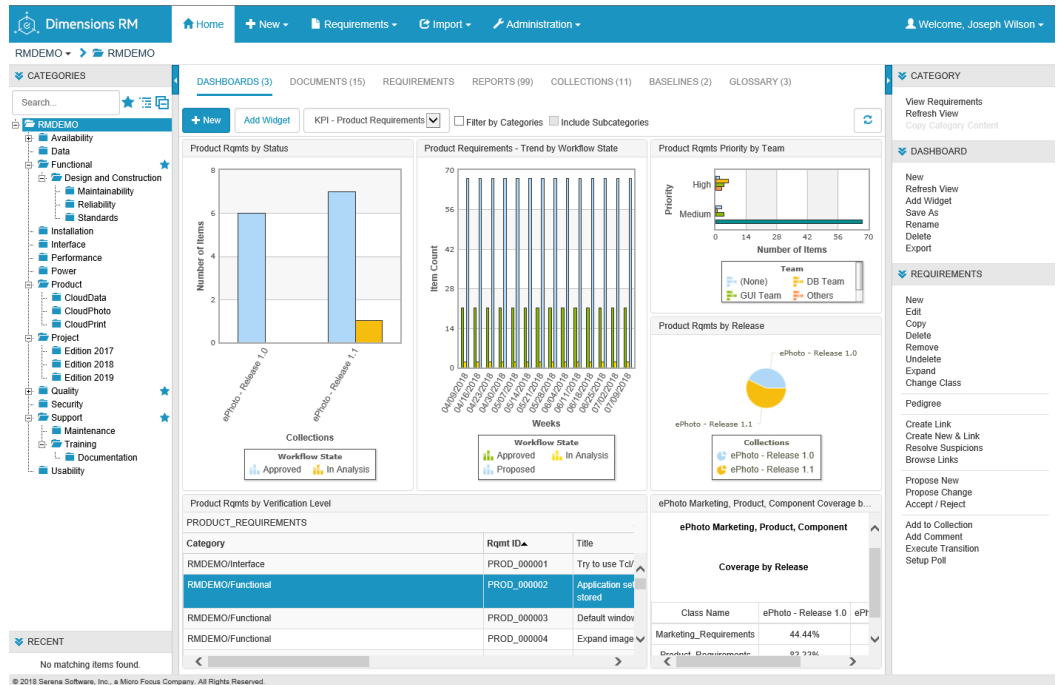 Dimensions RM
Home
New
Requirements
Import
Administration
Welcome, Joseph Wilson
RMDEMO
RMDEMO
CATEGORIES
Search...
RMDEMO
Availability
Data
Functional
Design and Construction
Maintainability
Reliability
Standards
Installation
Interface
Performance
Power
Product
CloudData
CloudPhoto
CloudPrint
Project
Edition 2017
Edition 2018
Edition 2019
Quality
Security
Support
Maintenance
Training
Documentation
Usability
RECENT
No matching items found.
DASHBOARDS (3)
DOCUMENTS (15)
REQUIREMENTS
REPORTS (99)
COLLECTIONS (11)
BASELINES (2)
GLOSSARY (3)
New
Add Widget
KPI - Product Requirements
Filter by Categories
Include Subcategories
Product Rqmts by Status
Number of Items
8
6
4
2
0
ePhoto - Release 1.0
ePhoto - Release 1.1
Collections
Workflow State
Approved
In Analysis
Product Requirements - Trend by Workflow State
Item Count
70
56
42
28
14
0
04/09/2018
04/16/2018
04/23/2018
04/30/2018
05/07/2018
05/14/2018
05/21/2018
05/28/2018
06/04/2018
06/11/2018
06/18/2018
06/25/2018
07/02/2018
07/09/2018
Weeks
Workflow State
Approved
In Analysis
Proposed
Product Rqmts Priority by Team
Priority
High
Medium
0 14 28 42 56 70
Number of Items
Team
(None)
DB Team
GUI Team
Others
Product Rqmts by Release
ePhoto - Release 1.0
ePhoto - Release 1.1
Collections
ePhoto - Release 1.0
ePhoto - Release 1.1
Product Rqmts by Verification Level
PRODUCT_REQUIREMENTS
Category Rqmt ID Title
RMDEMO/Interface PROD_000001 Try to use Tcl/
RMDEMO/Functional PROD_000002 Application set
stored
RMDEMO/Functional PROD_000003 Default window
RMDEMO/Functional PROD_000004 Expand image
ePhoto Marketing, Product, Component Coverage b...
ePhoto Marketing, Product, Component
Coverage by Release
Class Name ePhoto - Release 1.0 ePh
Marketing_Requirements 44.44%
Product_Requirements 83.33%
CATEGORY
View Requirements
Refresh View
Copy Category Content
DASHBOARD
New
Refresh View
Add Widget
Save As
Rename
Delete
Export
REQUIREMENTS
New
Edit
Copy
Delete
Remove
Undelete
Expand
Change Class
Pedigree
Create Link
Create New & Link
Resolve Suspicions
Browse Links
Propose New
Propose Change
Accept / Reject
Add to Collection
Add Comment
Execute Transition
Setup Poll
© 2018 Serena Software, Inc., a Micro Focus Company. All Rights Reserved.